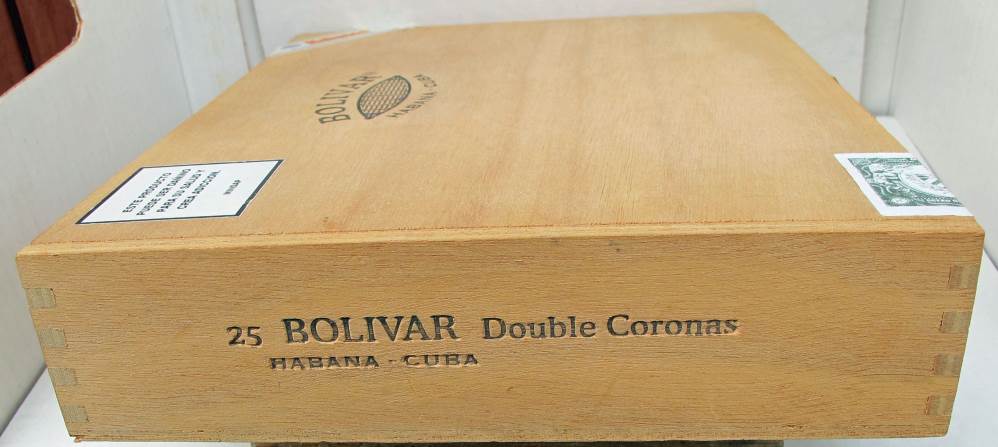 BOLIVAR
HABANA-CUBA
ESTE PRODUCTO
PUEDE SER DAÑINO
PARA SU SALUD Y
CREA ADICCION.
MINSAP
25 BOLIVAR Double Coronas
HABANA-CUBA